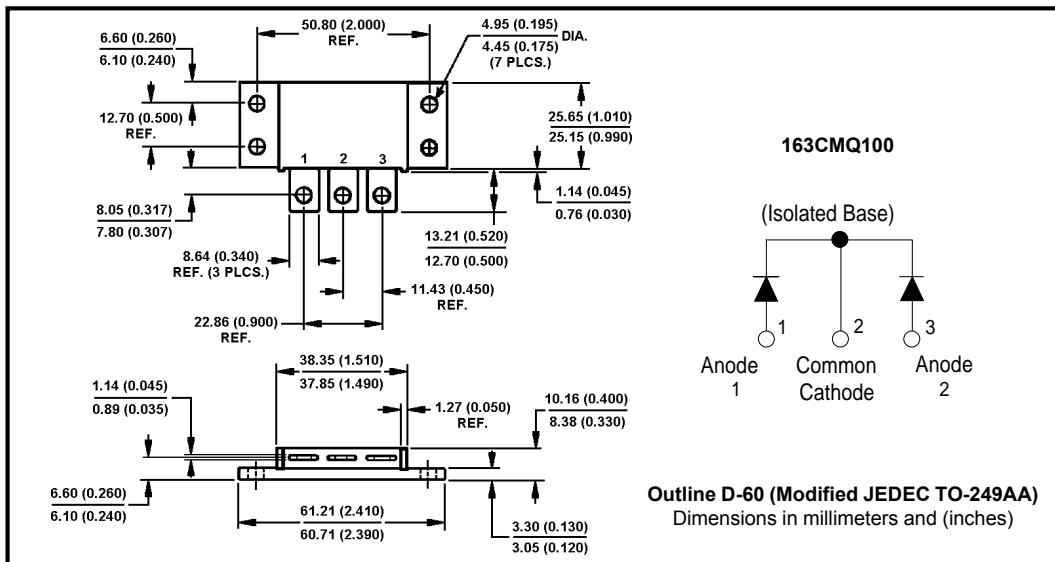 50.80 (2.000)
REF.
6.60 (0.260)
6.10 (0.240)
4.95 (0.195)
4.45 (0.175)
DIA.
(7 PLCS.)
12.70 (0.500)
REF.
25.65 (1.010)
25.15 (0.990)
1 2 3
1.14 (0.045)
0.76 (0.030)
8.05 (0.317)
7.80 (0.307)
13.21 (0.520)
12.70 (0.500)
8.64 (0.340)
REF. (3 PLCS.)
11.43 (0.450)
REF.
22.86 (0.900)
REF.
38.35 (1.510)
37.85 (1.490)
1.14 (0.045)
0.89 (0.035)
1.27 (0.050)
REF.
10.16 (0.400)
8.38 (0.330)
6.60 (0.260)
6.10 (0.240)
61.21 (2.410)
60.71 (2.390)
3.30 (0.130)
3.05 (0.120)
163CMQ100
(Isolated Base)
1 2 3
Anode
1
Common
Cathode
Anode
2
Outline D-60 (Modified JEDEC TO-249AA)
Dimensions in millimeters and (inches)